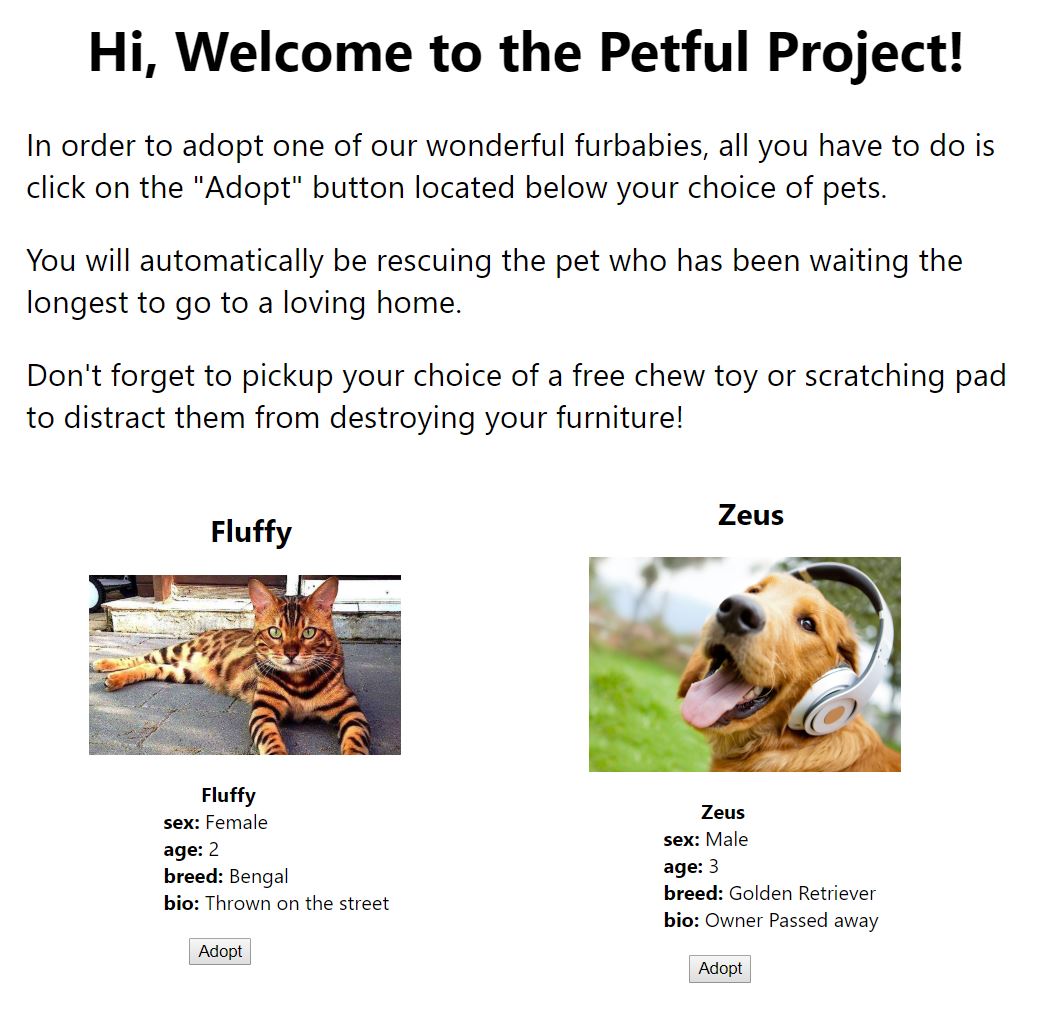 Hi, Welcome to the Petful Project!
In order to adopt one of our wonderful furbabies, all you have to do is
click on the "Adopt" button located below your choice of pets.
You will automatically be rescuing the pet who has been waiting the
longest to go to a loving home.
Don't forget to pickup your choice of a free chew toy or scratching pad
to distract them from destroying your furniture!
Fluffy
Fluffy
sex: Female
age: 2
breed: Bengal
bio: Thrown on the street
Adopt
Zeus
Zeus
sex: Male
age: 3
breed: Golden Retriever
bio: Owner Passed away
Adopt